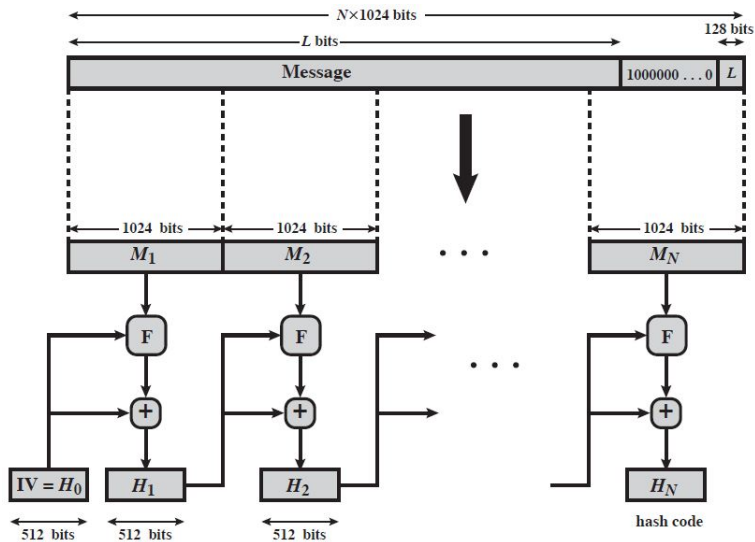 N×1024 bits
128 bits
L bits
Message 1000000 . . . 0 L
1024 bits 1024 bits 1024 bits
M1 M2 . . . MN
F F F
. . .
+ + +
IV = H0 H1 H2 HN
hash code
512 bits 512 bits 512 bits